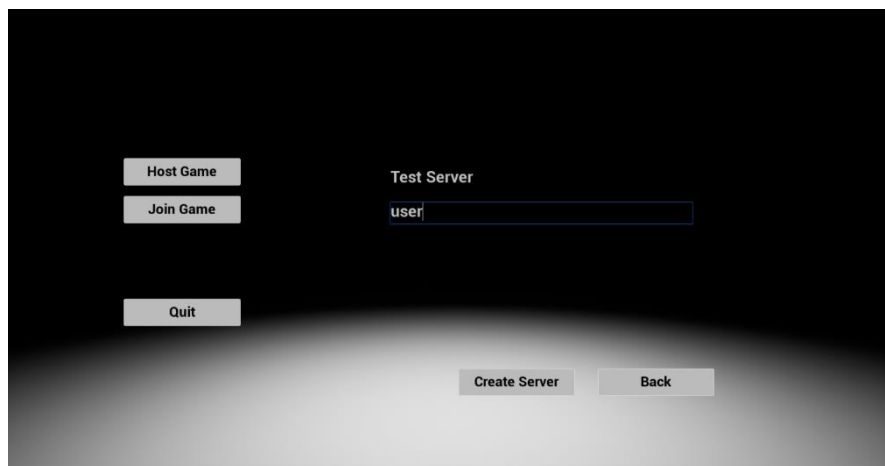 Host Game
Join Game
Quit
Test Server
user
Create Server
Back